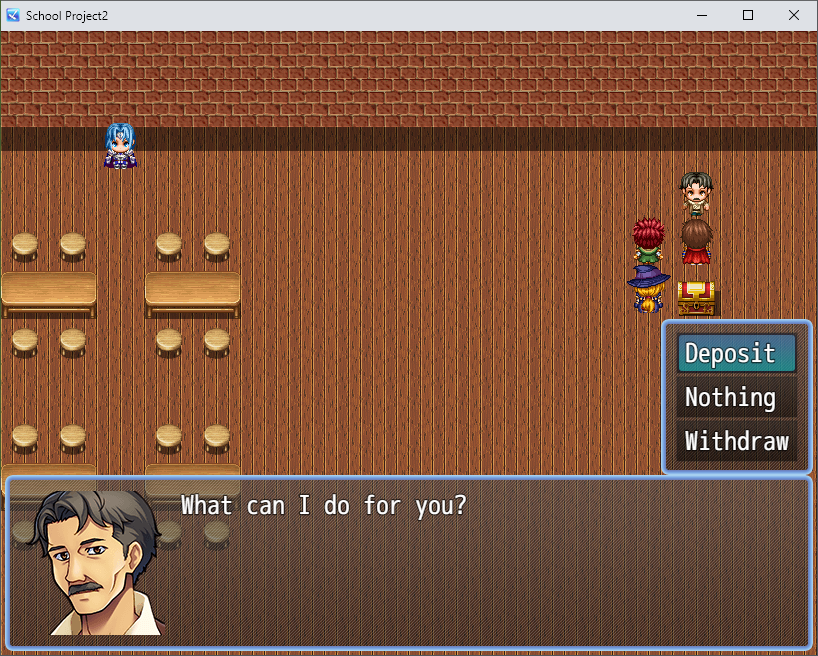 School Project2
Deposit
Nothing
Withdraw
What can I do for you?